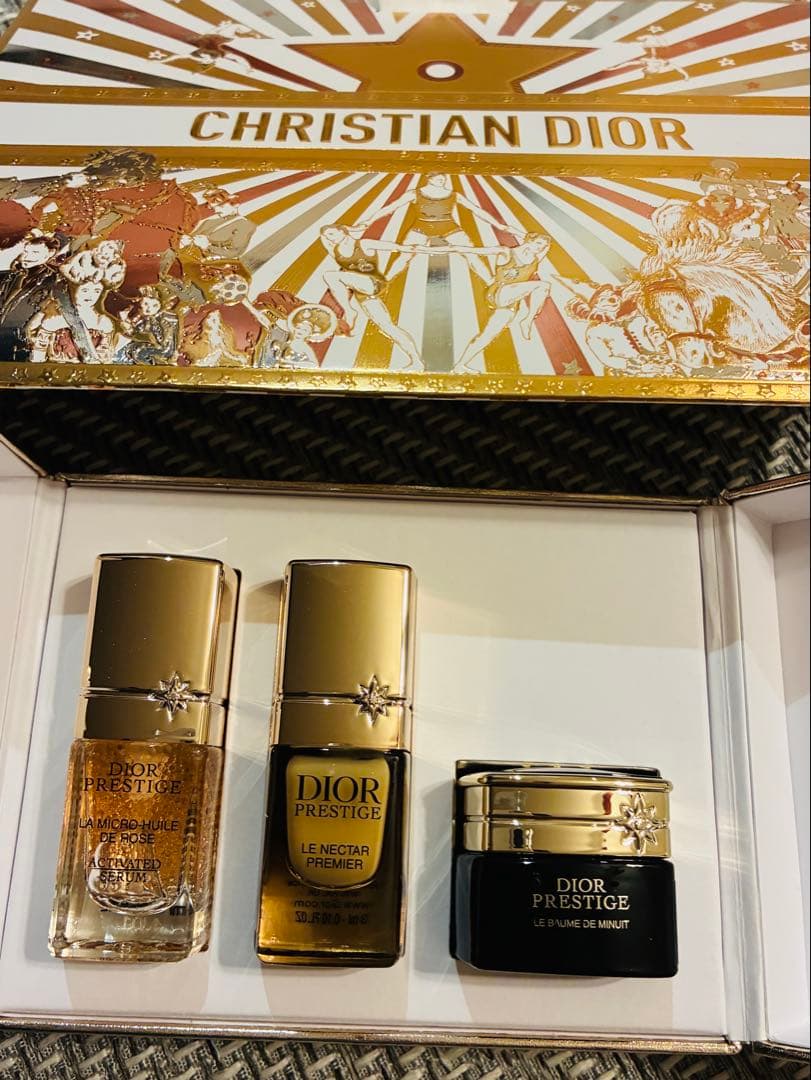 CHRISTIAN DIOR
PARIS
DIOR
PRESTIGE
LA MICRO-HUILE
DE ROSE
ACTIVATED
SERUM
DIOR
PRESTIGE
LE NECTAR
PREMIER
DIOR
PRESTIGE
LE BAUME DE MINUIT